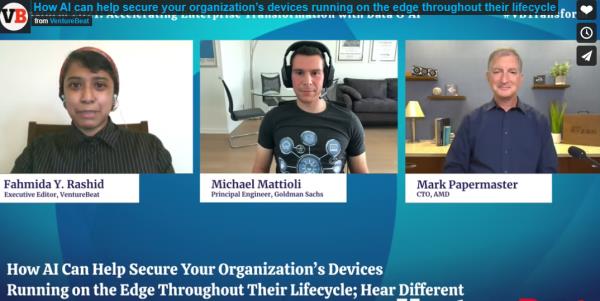 VB
How AI can help secure your organization's devices running on the edge throughout their lifecycle
from VentureBeat
Accelerating Enterprise Transformation with Data & AI
Fahmida Y. Rashid
Executive Editor, VentureBeat
Michael Mattioli
Principal Engineer, Goldman Sachs
Mark Papermaster
CTO, AMD
How AI Can Help Secure Your Organization's Devices
Running on the Edge Throughout Their Lifecycle; Hear Different